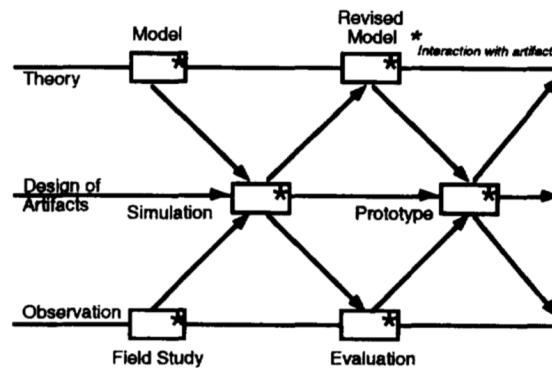 Model
Revised
Model
* Interaction with artifact
*
*
Theory
Design of
Artifacts
Simulation
*
Prototype
*
Observation
*
*
Field Study
Evaluation